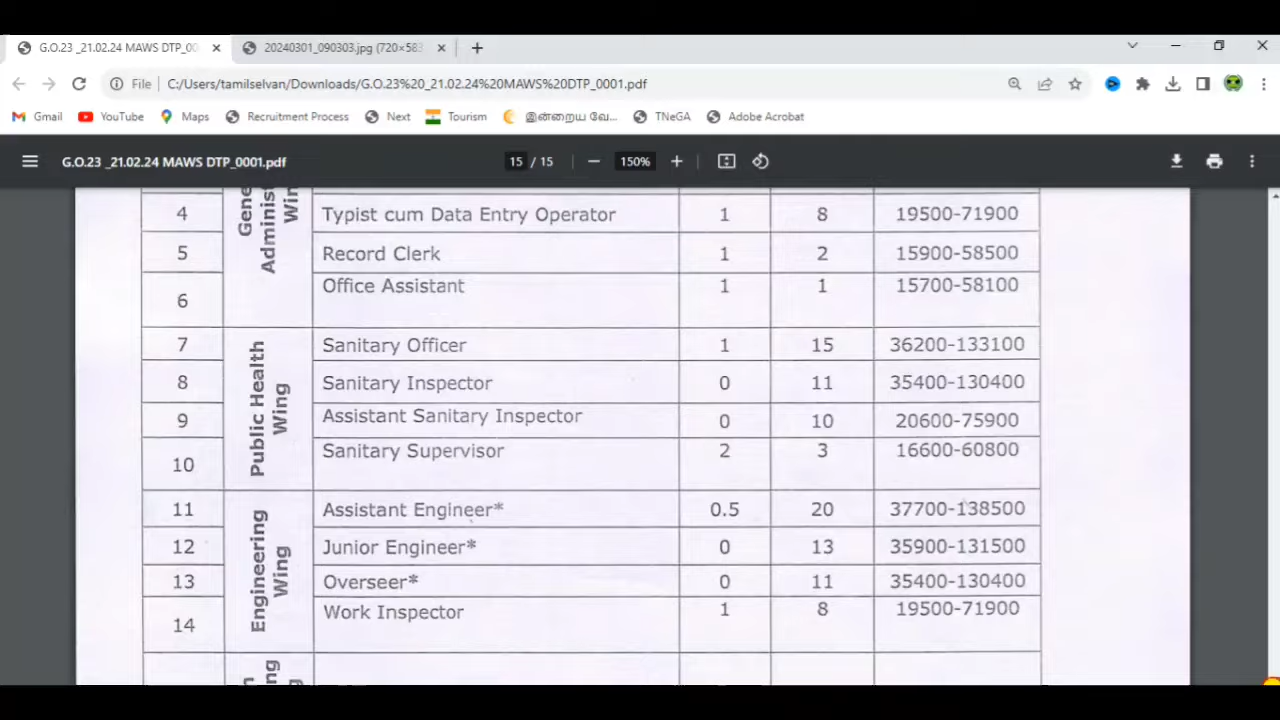 G.O.23 _21.02.24 MAWS DTP_00
20240301_090303.jpg (720×583
File C:/Users/tamilselvan/Downloads/G.O.23%20_21.02.24%20MAWS%20DTP_0001.pdf
Gmail YouTube Maps Recruitment Process Next Tourism இன்றைய வே... TNeGA Adobe Acrobat
G.O.23 _21.02.24 MAWS DTP_0001.pdf 15 / 15 150%
Gene
Administ
Win
4 Typist cum Data Entry Operator 1 8 19500-71900
5 Record Clerk 1 2 15900-58500
6 Office Assistant 1 1 15700-58100
Public Health
Wing
7 Sanitary Officer 1 15 36200-133100
8 Sanitary Inspector 0 11 35400-130400
9 Assistant Sanitary Inspector 0 10 20600-75900
10 Sanitary Supervisor 2 3 16600-60800
Engineering
Wing
11 Assistant Engineer* 0.5 20 37700-138500
12 Junior Engineer* 0 13 35900-131500
13 Overseer* 0 11 35400-130400
14 Work Inspector 1 8 19500-71900